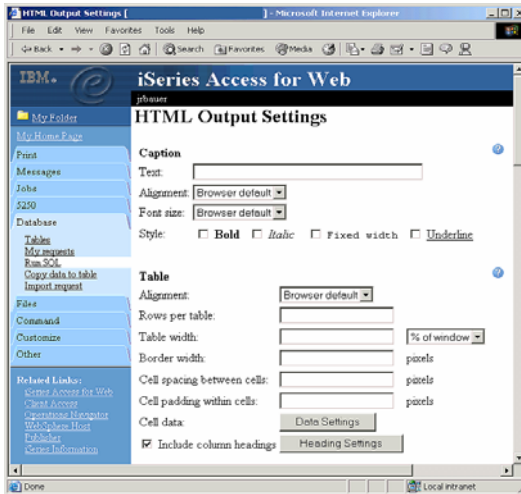 HTML Output Settings [ ] - Microsoft Internet Explorer
File Edit View Favorites Tools Help
Back Search Favorites Media
IBM.
iSeries Access for Web
jrbauer
My Folder
My Home Page
Print
Messages
Jobs
5250
Database
Tables
My requests
Run SQL
Copy data to table
Import request
Files
Command
Customize
Other
Related Links:
iSeries Access for Web
Client Access
Operations Navigator
WebSphere Host
Publisher
iSeries Information
HTML Output Settings
Caption
Text:
Alignment: Browser default
Font size: Browser default
Style: Bold Italic Fixed width Underline
Table
Alignment: Browser default
Rows per table:
Table width: % of window
Border width: pixels
Cell spacing between cells: pixels
Cell padding within cells: pixels
Cell data: Data Settings
Include column headings Heading Settings
Done Local intranet